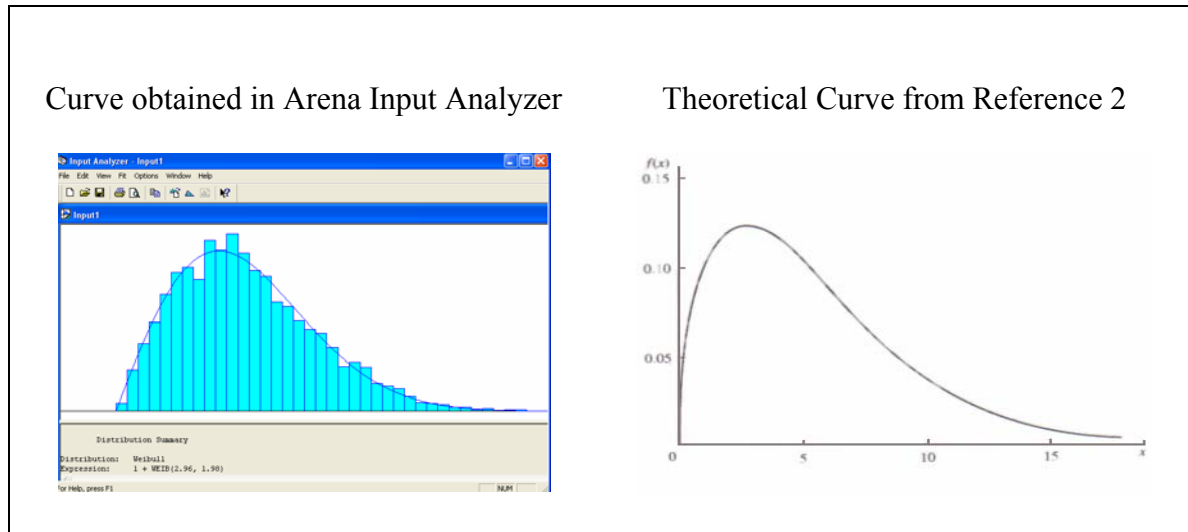 Curve obtained in Arena Input Analyzer
Theoretical Curve from Reference 2
Input Analyzer - Input1
File Edit View Fit Options Window Help
Input1
Distribution Summary
Distribution: Weibull
Expression: 1 + WEIB(2.96, 1.98)
For Help, press F1
NUM
f(x)
0.15
0.10
0.05
0
5
10
15
x